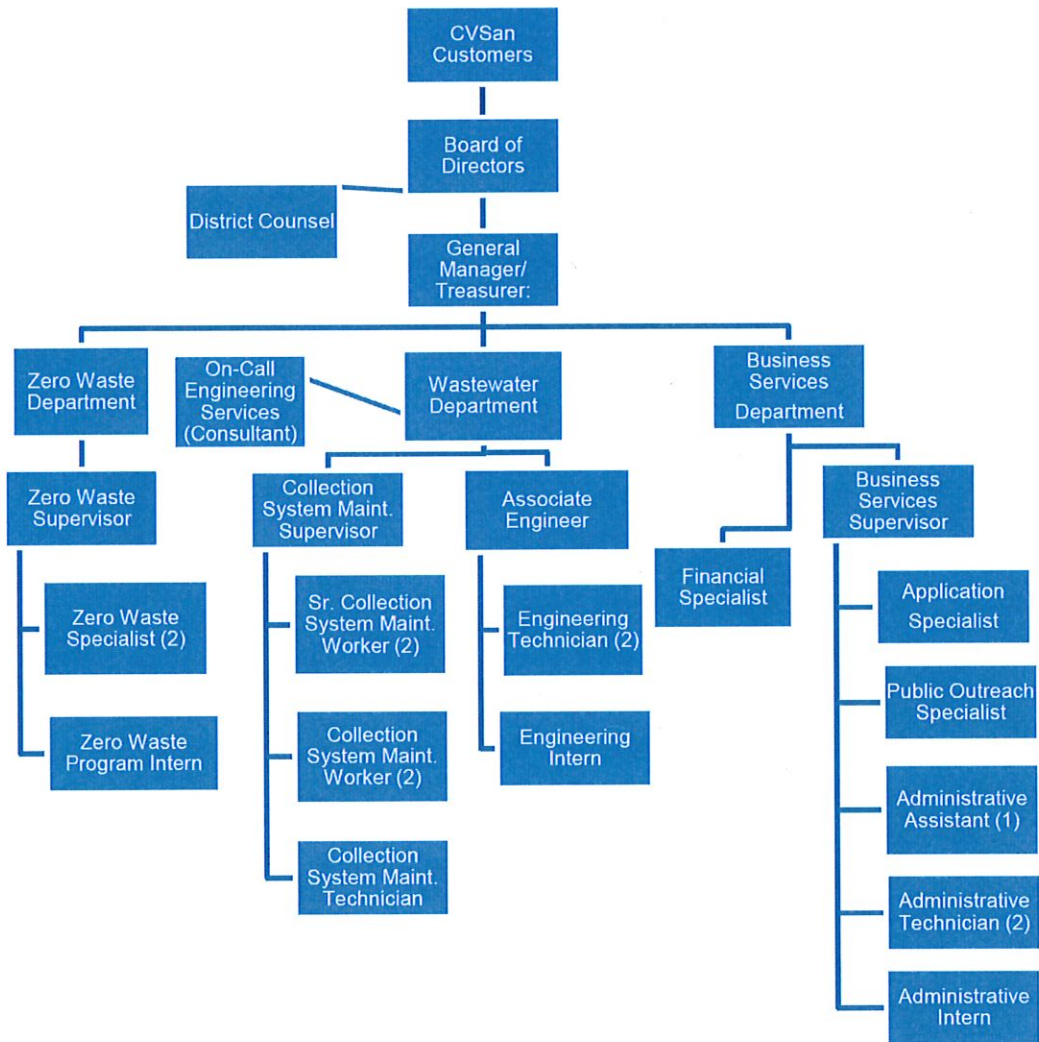 CVSan
Customers
Board of
Directors
District Counsel
General
Manager/
Treasurer:
Zero Waste
Department
On-Call
Engineering
Services
(Consultant)
Wastewater
Department
Business
Services
Department
Zero Waste
Supervisor
Collection
System Maint.
Supervisor
Associate
Engineer
Financial
Specialist
Business
Services
Supervisor
Zero Waste
Specialist (2)
Zero Waste
Program Intern
Sr. Collection
System Maint.
Worker (2)
Collection
System Maint.
Worker (2)
Collection
System Maint.
Technician
Engineering
Technician (2)
Engineering
Intern
Application
Specialist
Public Outreach
Specialist
Administrative
Assistant (1)
Administrative
Technician (2)
Administrative
Intern